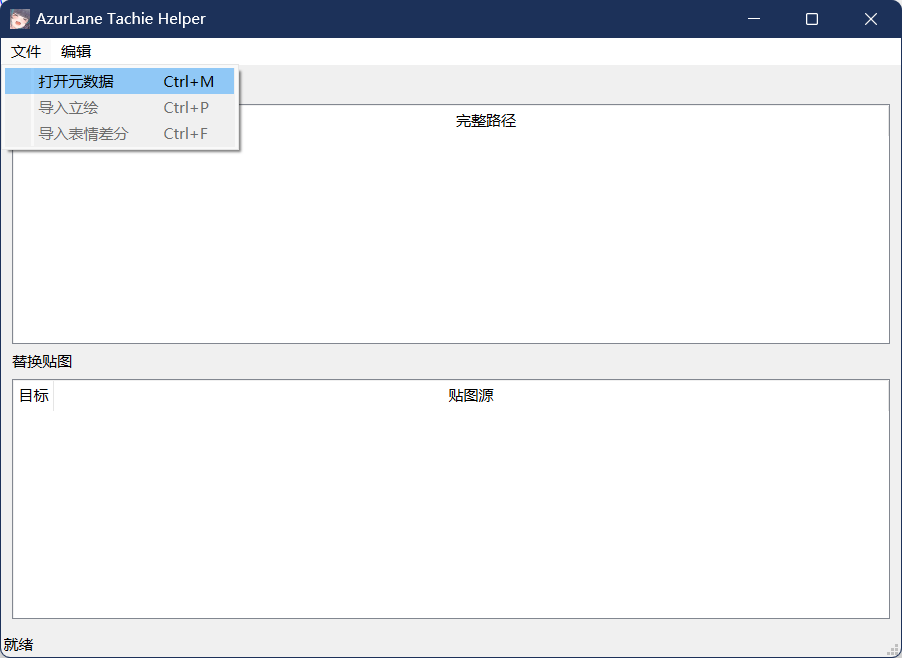 AzurLane Tachie Helper
文件 编辑
打开元数据 Ctrl+M
导入立绘 Ctrl+P
导入表情差分 Ctrl+F
完整路径
替换贴图
目标 贴图源
就绪